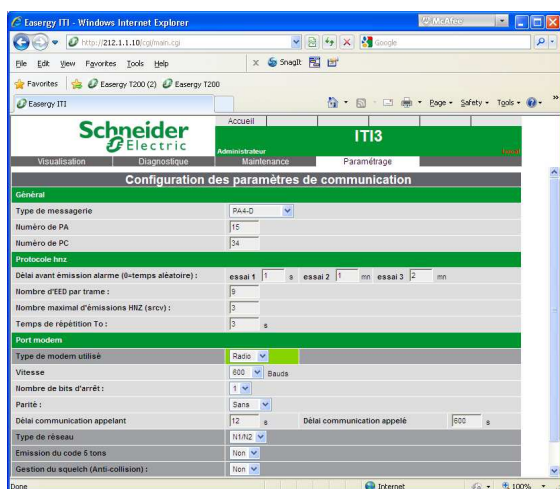 Easergy ITI - Windows Internet Explorer
McAfee
http://212.1.1.10/cgi/main.cgi
Google
File Edit View Favorites Tools Help
SnagIt
Favorites Easergy T200 (2) Easergy T200
Easergy ITI
Page Safety Tools
Schneider Electric
Accueil
ITI3
Administrateur
Visualisation Diagnostique Maintenance Paramétrage
Configuration des paramètres de communication
Général
Type de messagerie PA4-D
Numéro de PA 15
Numéro de PC 34
Protocole hnz
Délai avant émission alarme (0=temps aléatoire) : essai 1 1 s essai 2 1 mn essai 3 2 mn
Nombre d'EED par trame : 9
Nombre maximal d'émissions HNZ (srcv) : 3
Temps de répétition To : 3 s
Port modem
Type de modem utilisé Radio
Vitesse 600 Bauds
Nombre de bits d'arrêt : 1
Parité : Sans
Délai communication appelant 12 s Délai communication appelé 600 s
Type de réseau N1/N2
Emission du code 5 tons Non
Gestion du squelch (Anti-collision) : Non
Done Internet 100%